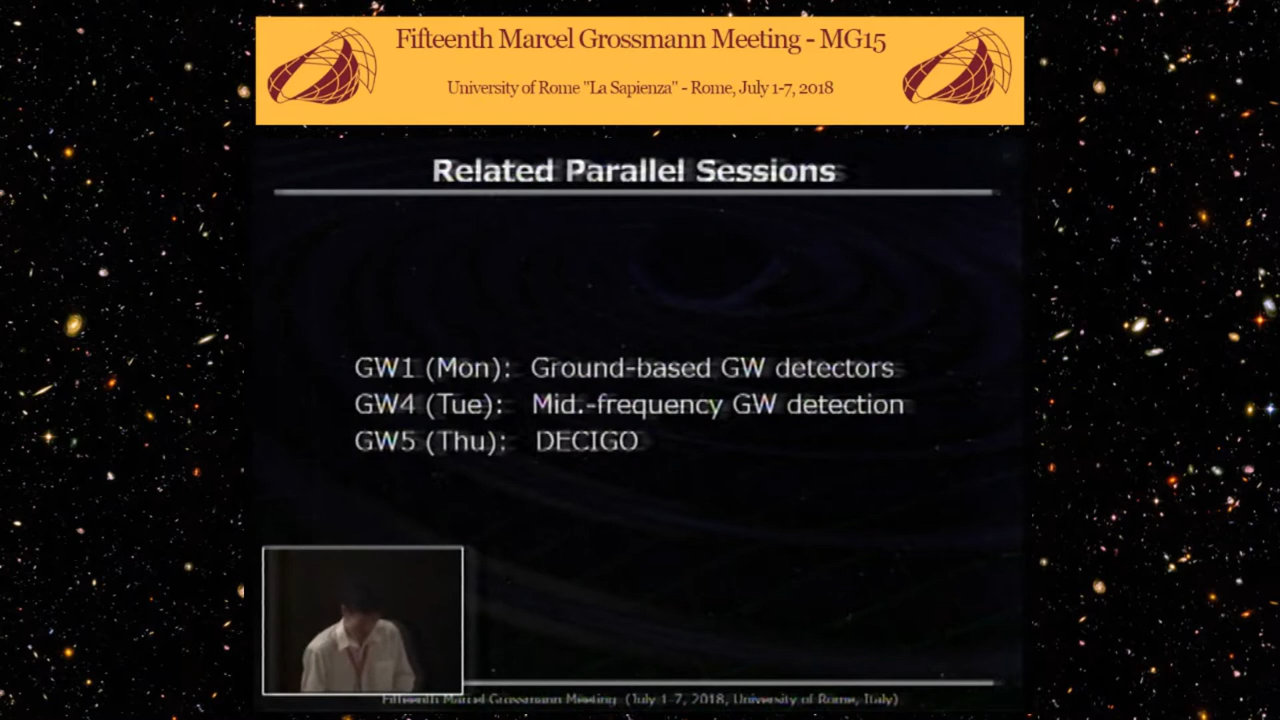 Fifteenth Marcel Grossmann Meeting - MG15
University of Rome "La Sapienza" - Rome, July 1-7, 2018
Related Parallel Sessions
GW1 (Mon): Ground-based GW detectors
GW4 (Tue): Mid.-frequency GW detection
GW5 (Thu): DECIGO
Fifteenth Marcel Grossmann Meeting (July 1-7, 2018, University of Rome, Italy)